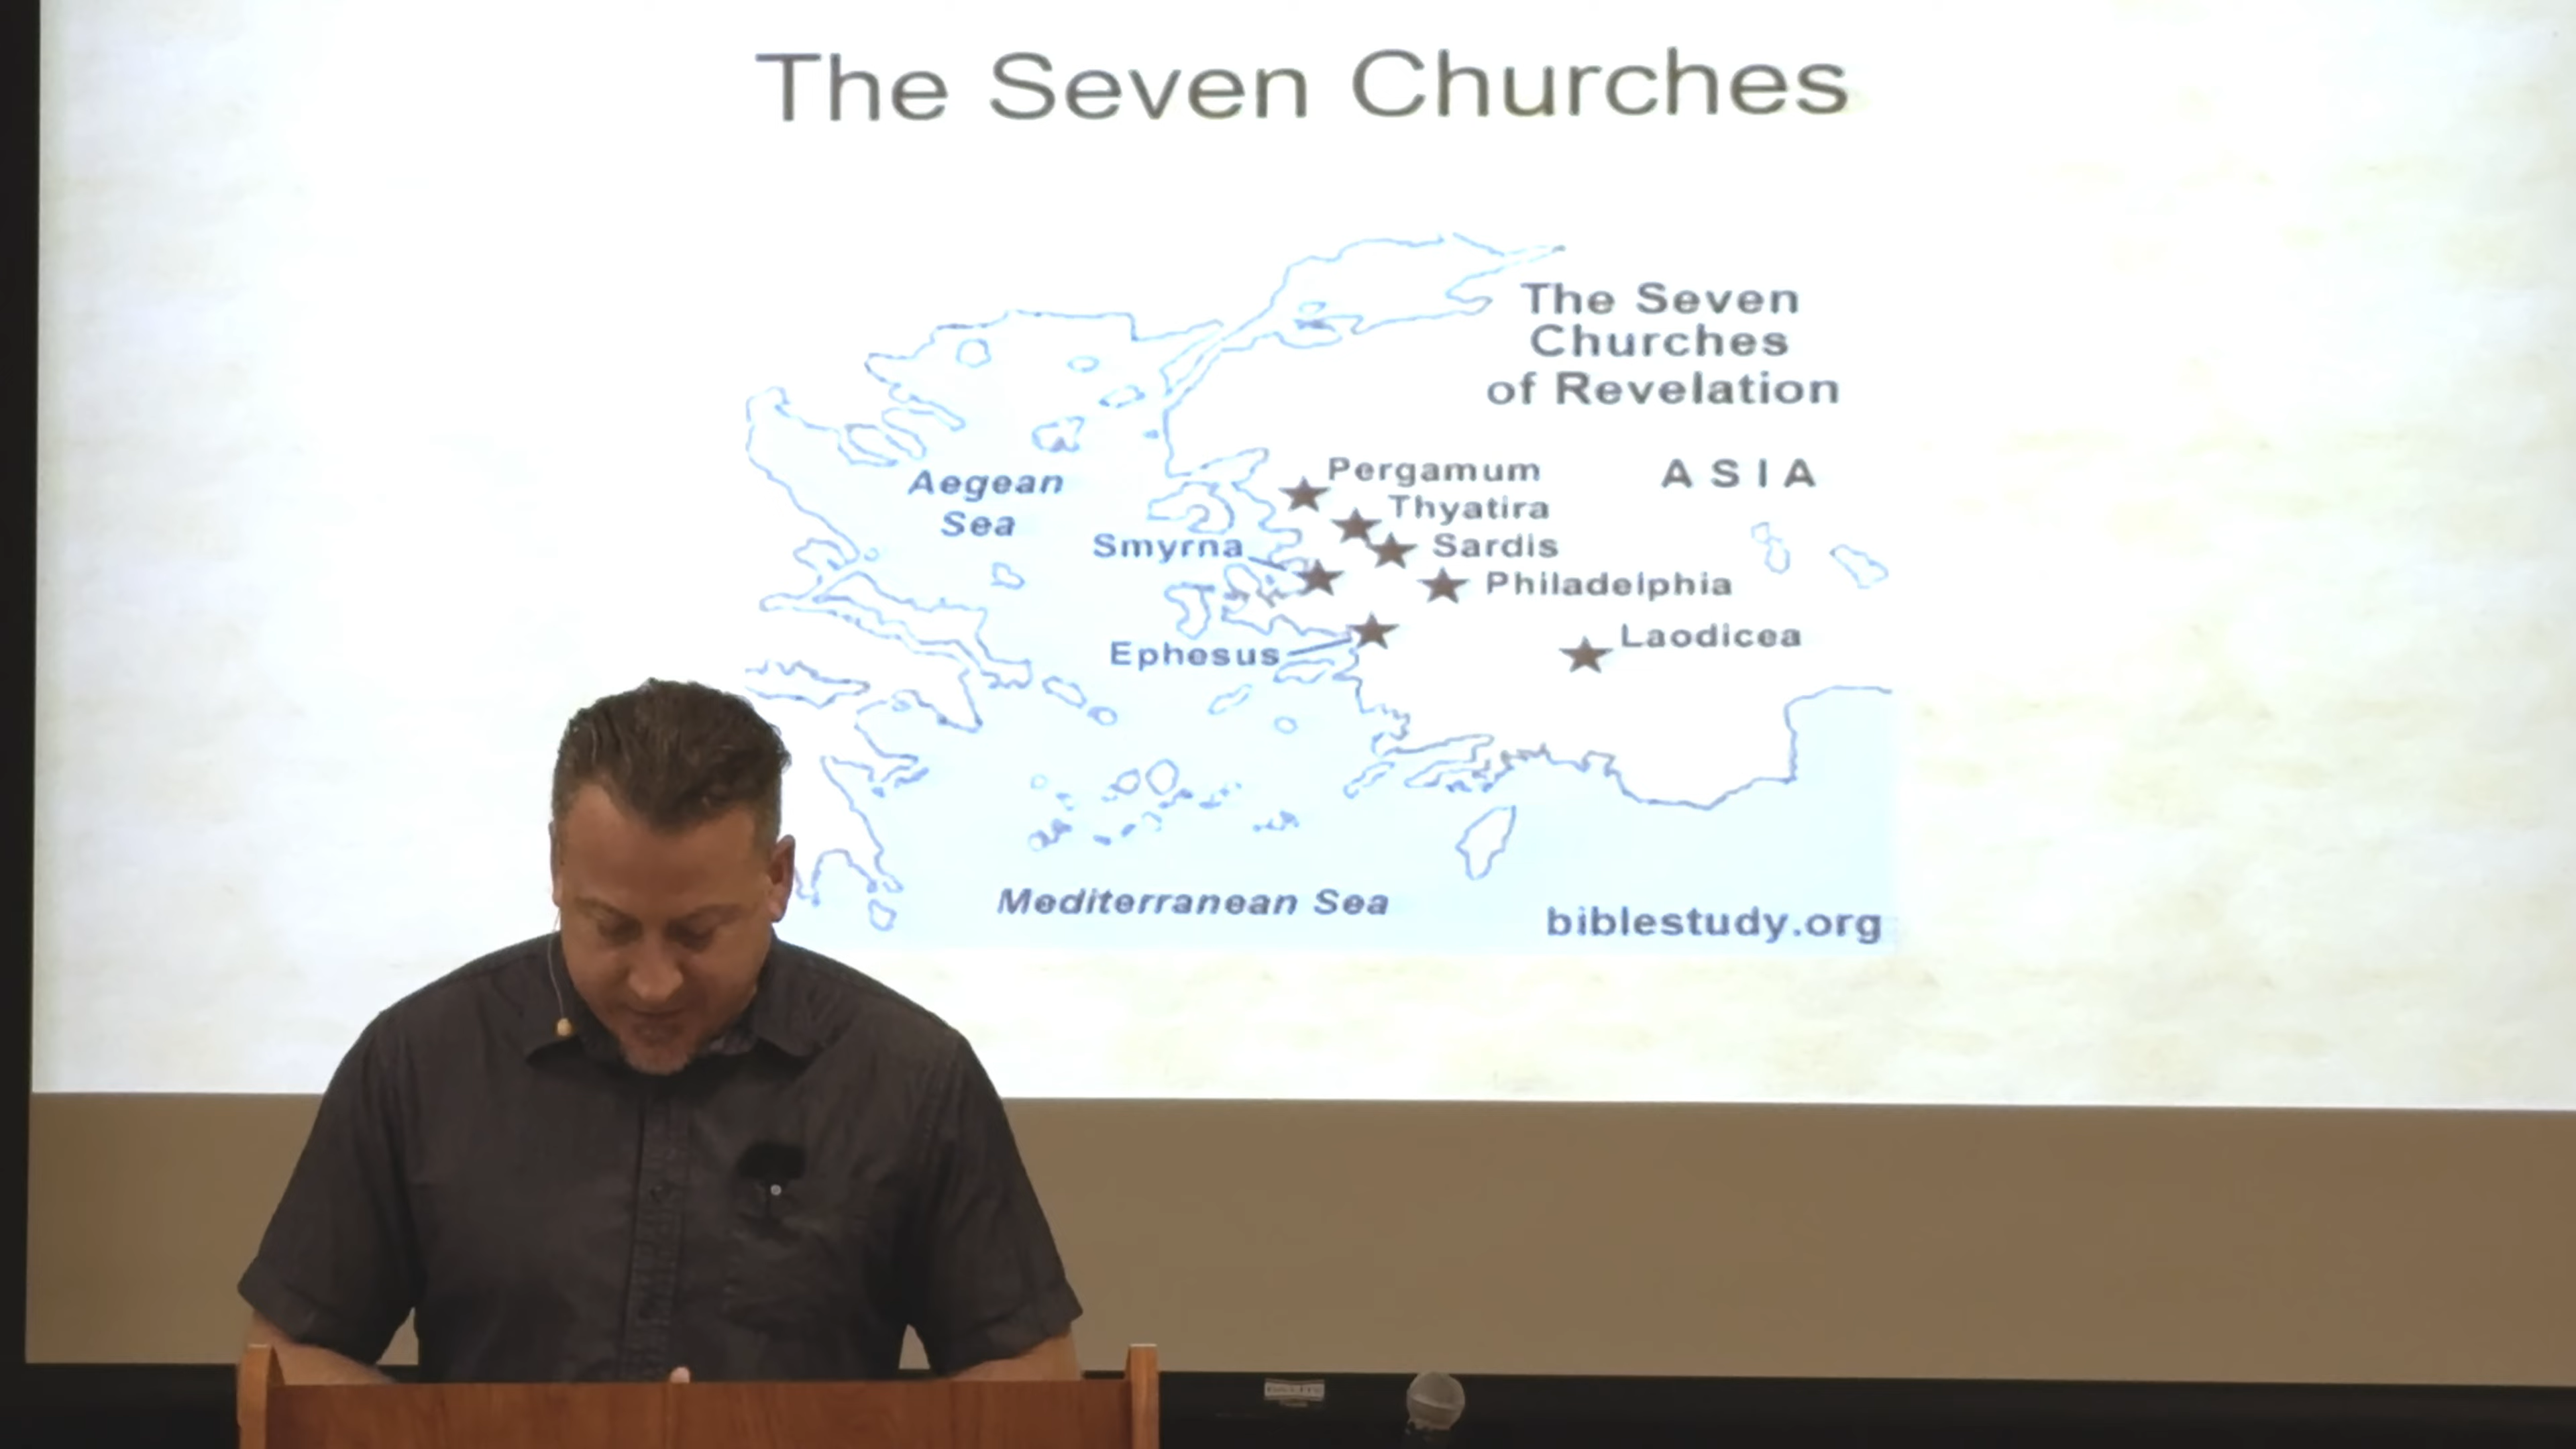 The Seven Churches
The Seven
Churches
of Revelation
Pergamum
ASIA
Aegean
Sea
Thyatira
Smyrna
Sardis
Philadelphia
Ephesus
Laodicea
Mediterranean Sea
biblestudy.org